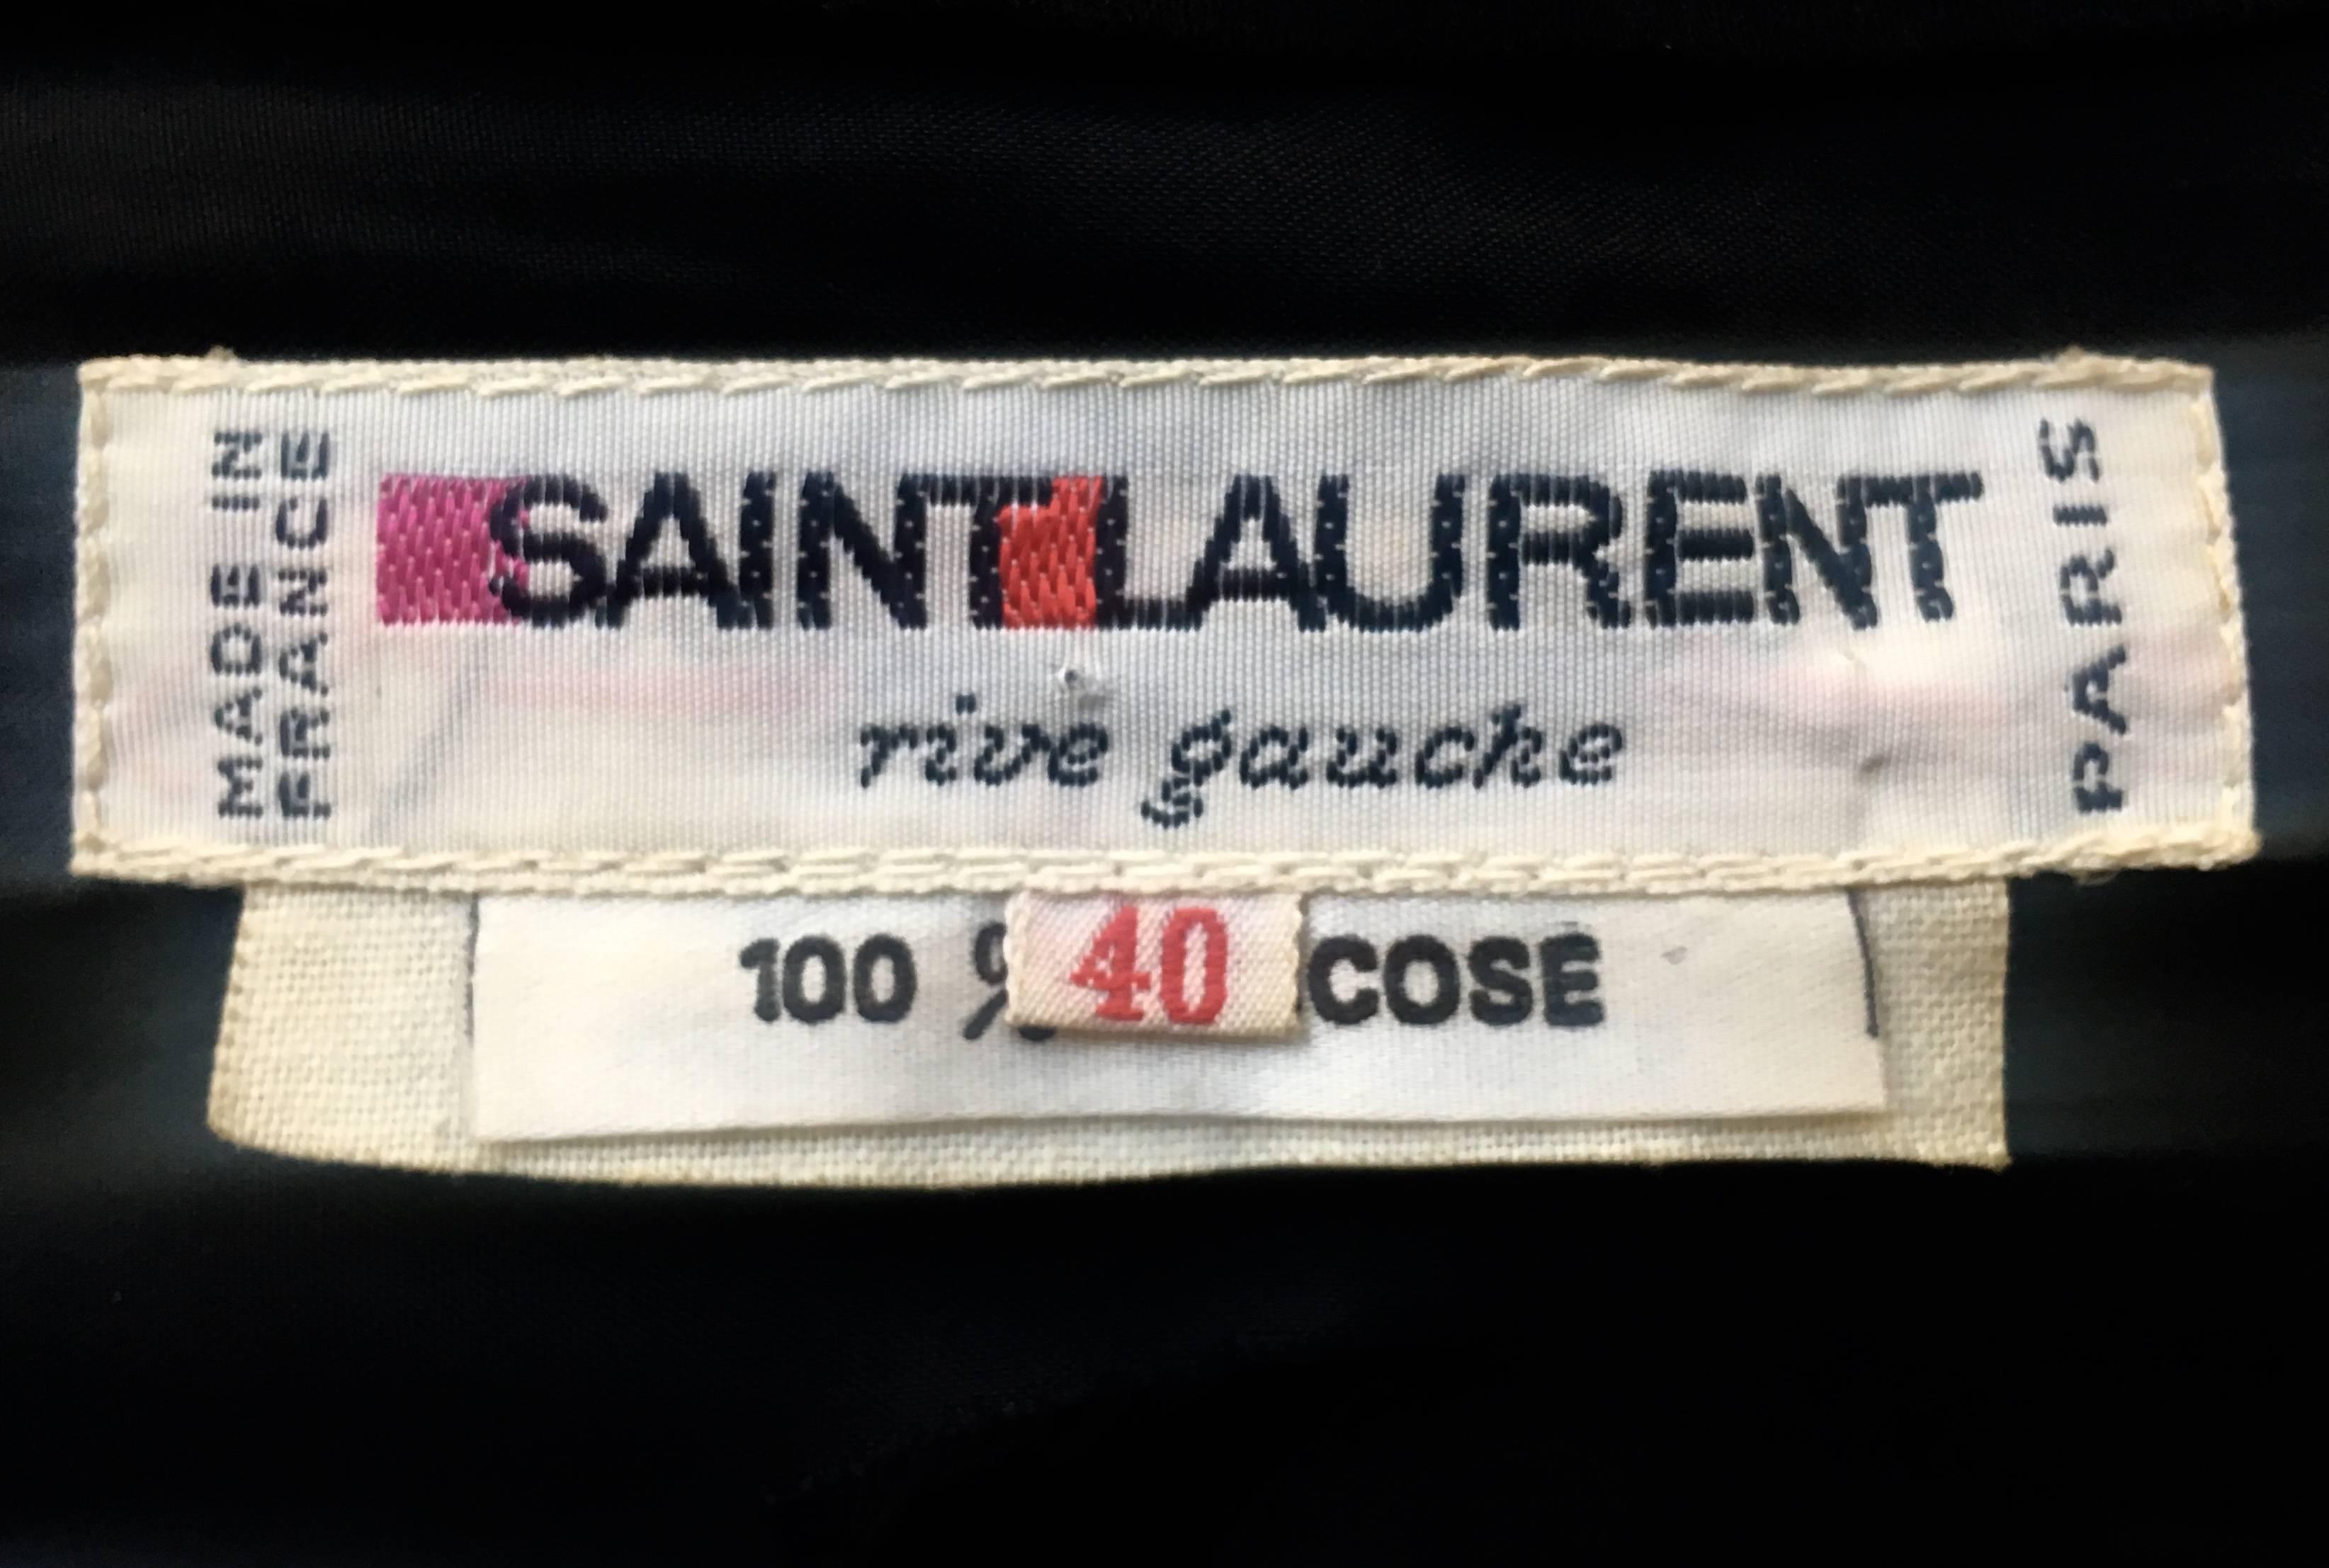 MADE IN
FRANCE
SAINT LAURENT
rive gauche
PARIS
100 %
40
COSE